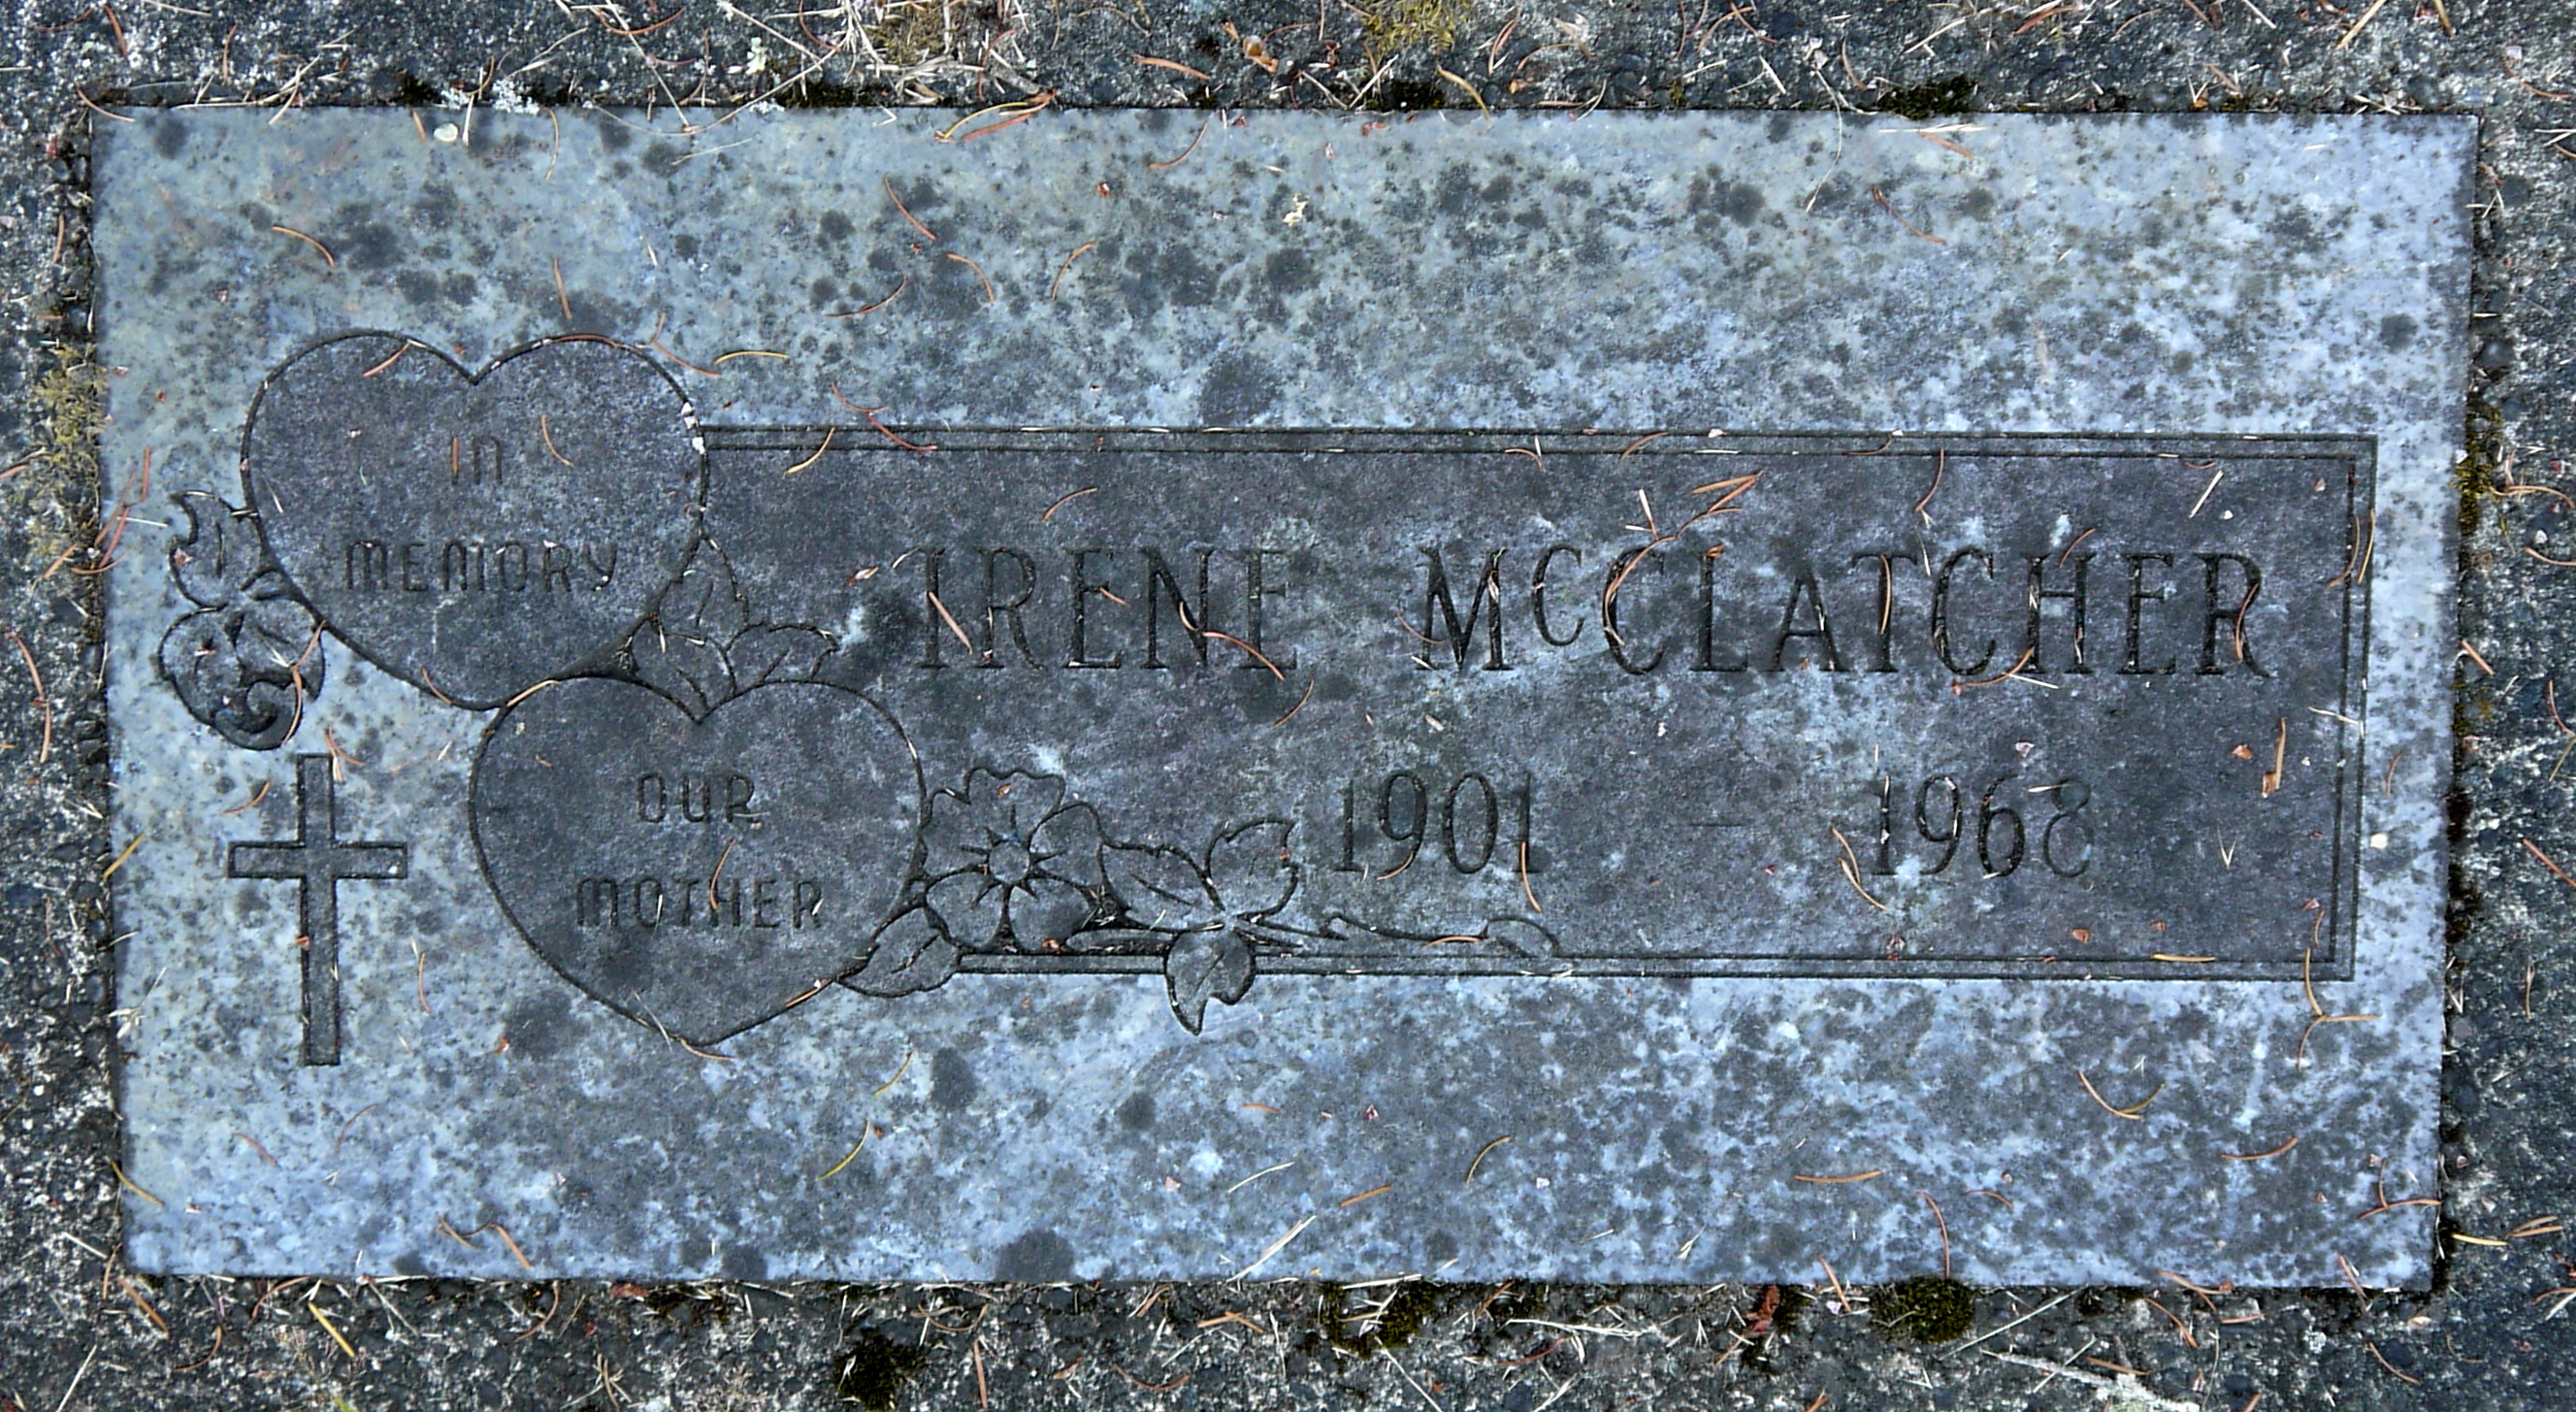 IN
MEMORY
OUR
MOTHER
IRENE McCLATCHER
1901 - 1968